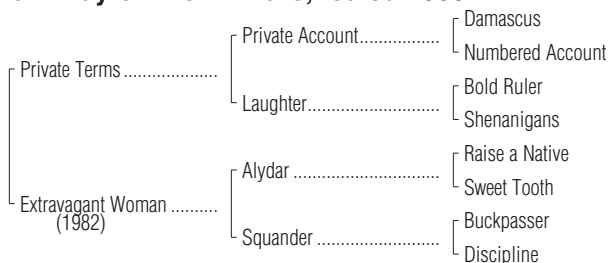 Private Terms ....................
Private Account.................
Damascus
Numbered Account
Laughter............................
Bold Ruler
Shenanigans
Extravagant Woman ..........
(1982)
Alydar ...............................
Raise a Native
Sweet Tooth
Squander ..........................
Buckpasser
Discipline